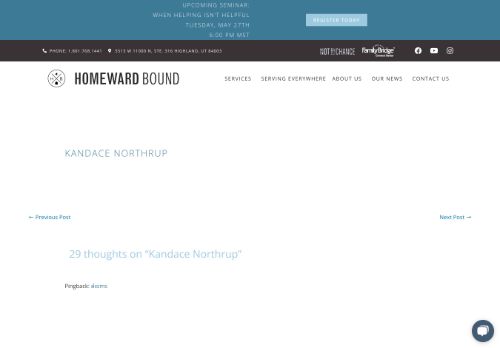 UPCOMING SEMINAR:
WHEN HELPING ISN'T HELPFUL
TUESDAY, MAY 27TH
6:00 PM MST
REGISTER TODAY
PHONE: 1.801.768.1441
5513 W 11000 N, STE. 316 HIGHLAND, UT 84003
NOT BY CHANCE
FamilyBridge
HOMEWARD BOUND
SERVICES
SERVING EVERYWHERE
ABOUT US
OUR NEWS
CONTACT US
KANDACE NORTHRUP
← Previous Post
Next Post →
29 thoughts on “Kandace Northrup”
Pingback: alisoms